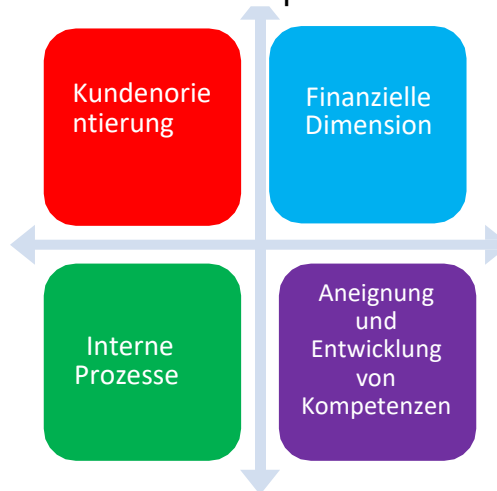 Kundenorie
ntierung
Finanzielle
Dimension
Interne
Prozesse
Aneignung
und
Entwicklung
von
Kompetenzen